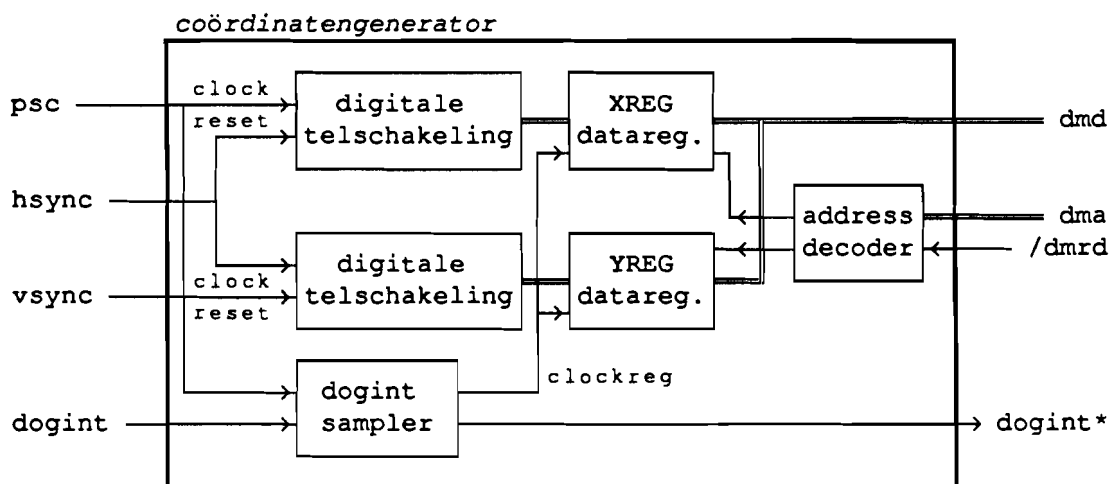 coördinatengenerator
psc
clock
reset
digitale
telschakeling
XREG
datareg.
dmd
hsync
address
decoder
dma
/dmrd
vsync
clock
reset
digitale
telschakeling
YREG
datareg.
dogint
dogint
sampler
clockreg
dogint*